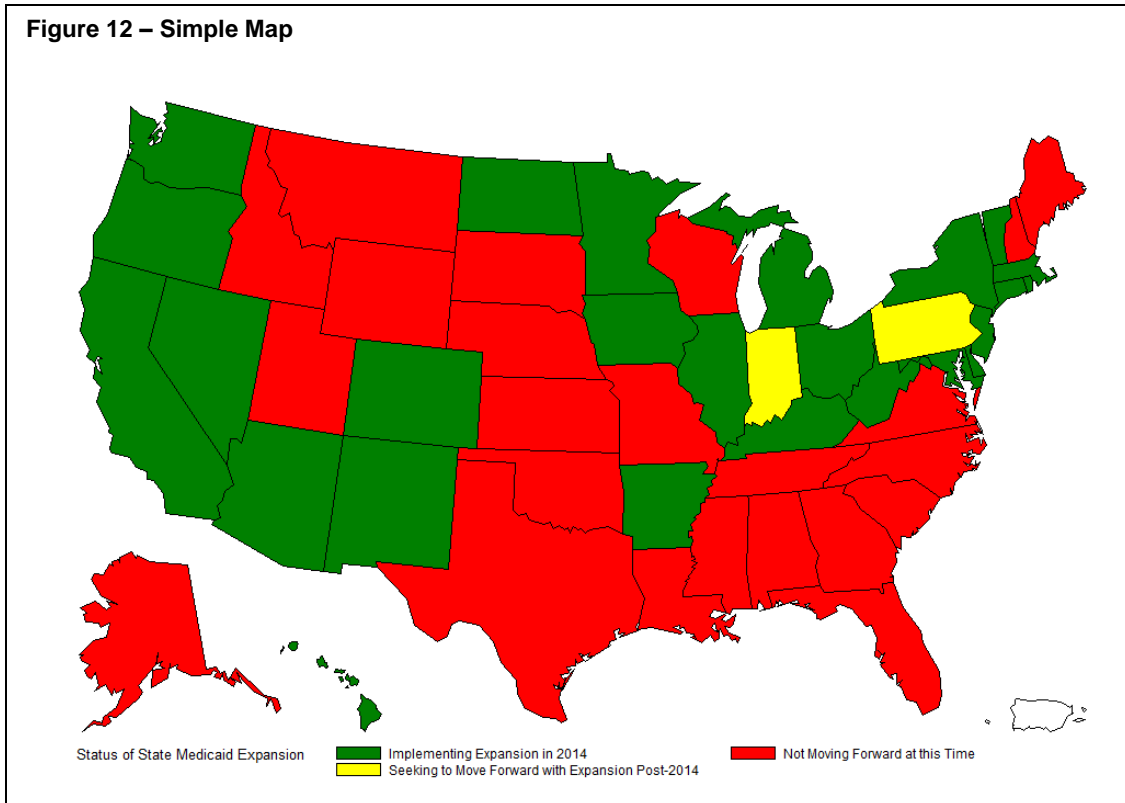 Figure 12 – Simple Map
Status of State Medicaid Expansion
Implementing Expansion in 2014
Not Moving Forward at this Time
Seeking to Move Forward with Expansion Post-2014